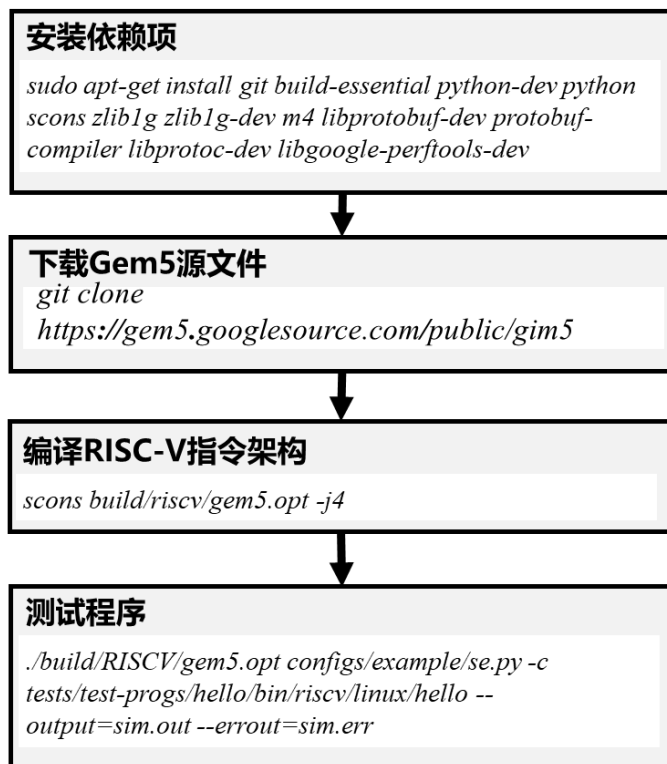 安装依赖项
sudo apt-get install git build-essential python-dev python
scons zlib1g zlib1g-dev m4 libprotobuf-dev protobuf-
compiler libprotoc-dev libgoogle-perftools-dev
下载Gem5源文件
git clone
https://gem5.googlesource.com/public/gim5
编译RISC-V指令架构
scons build/riscv/gem5.opt -j4
测试程序
./build/RISCV/gem5.opt configs/example/se.py -c
tests/test-progs/hello/bin/riscv/linux/hello --
output=sim.out --errout=sim.err